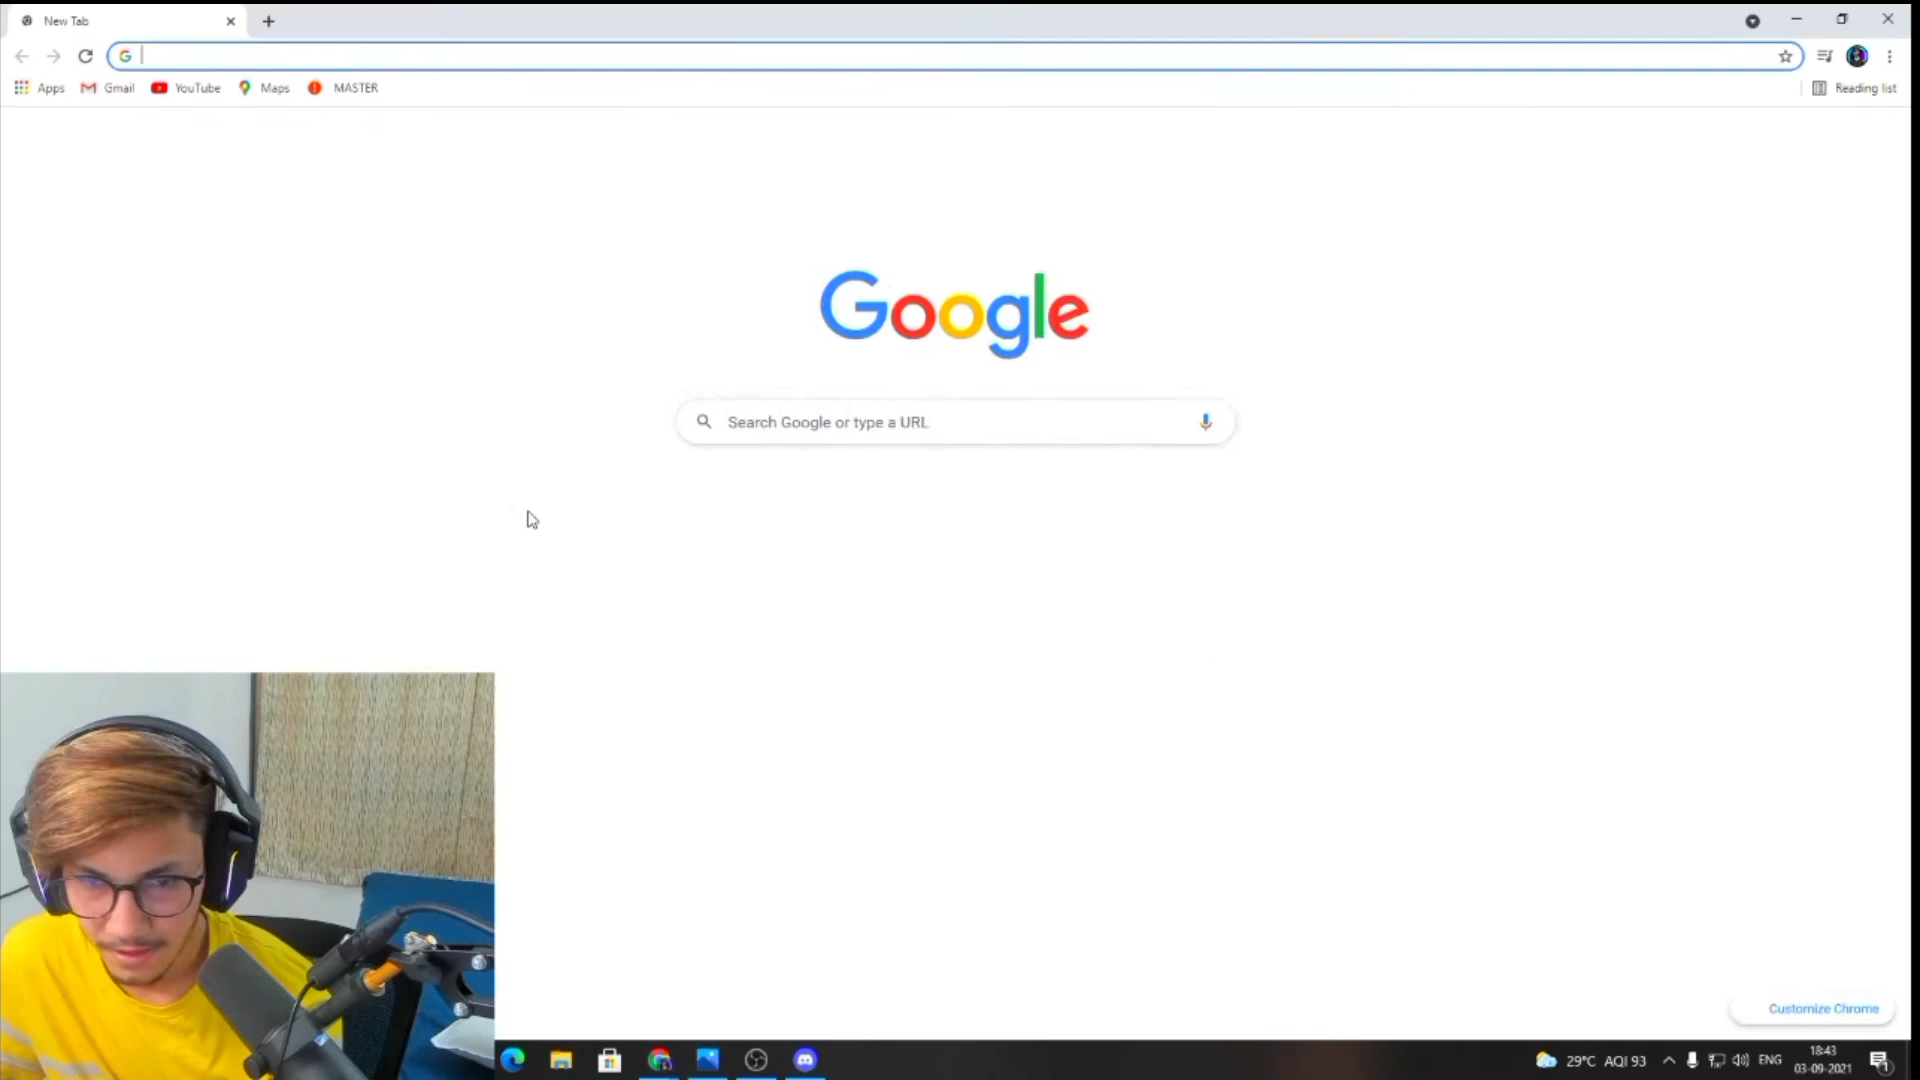 New Tab
Apps Gmail YouTube Maps MASTER Reading list
Google
Search Google or type a URL
Customize Chrome
29°C AQI 93 ENG 18:43
03-09-2021
1